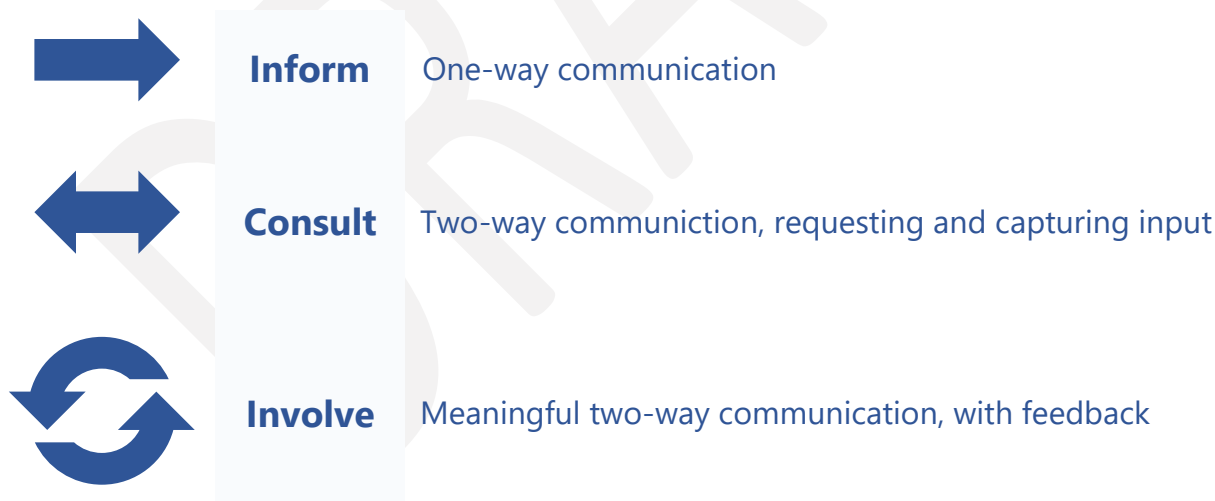 Inform One-way communication
Consult Two-way communiction, requesting and capturing input
Involve Meaningful two-way communication, with feedback